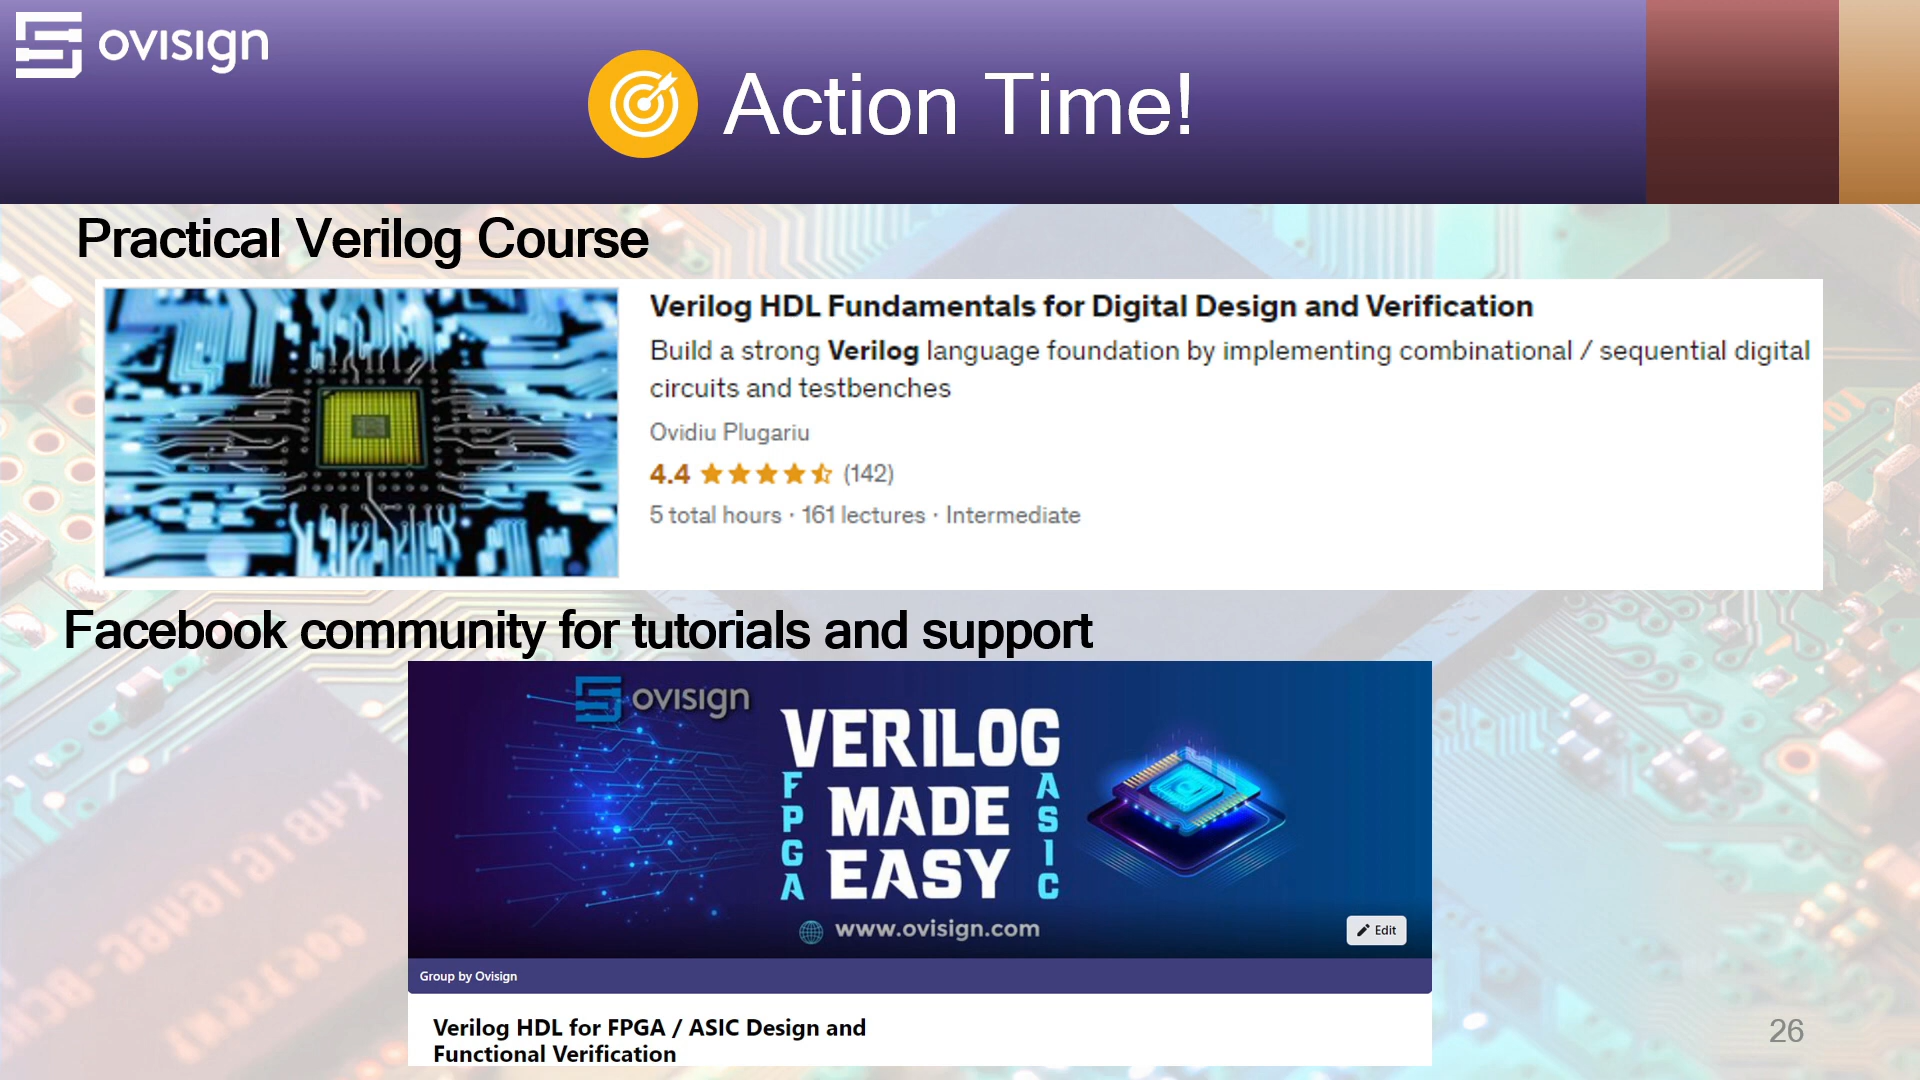 ovisign
Action Time!
Practical Verilog Course
Verilog HDL Fundamentals for Digital Design and Verification
Build a strong Verilog language foundation by implementing combinational / sequential digital
circuits and testbenches
Ovidiu Plugariu
4.4 (142)
5 total hours · 161 lectures · Intermediate
Facebook community for tutorials and support
ovisign
VERILOG
MADE
EASY
FPGA
ASIC
www.ovisign.com
Edit
Group by Ovisign
Verilog HDL for FPGA / ASIC Design and
Functional Verification
26